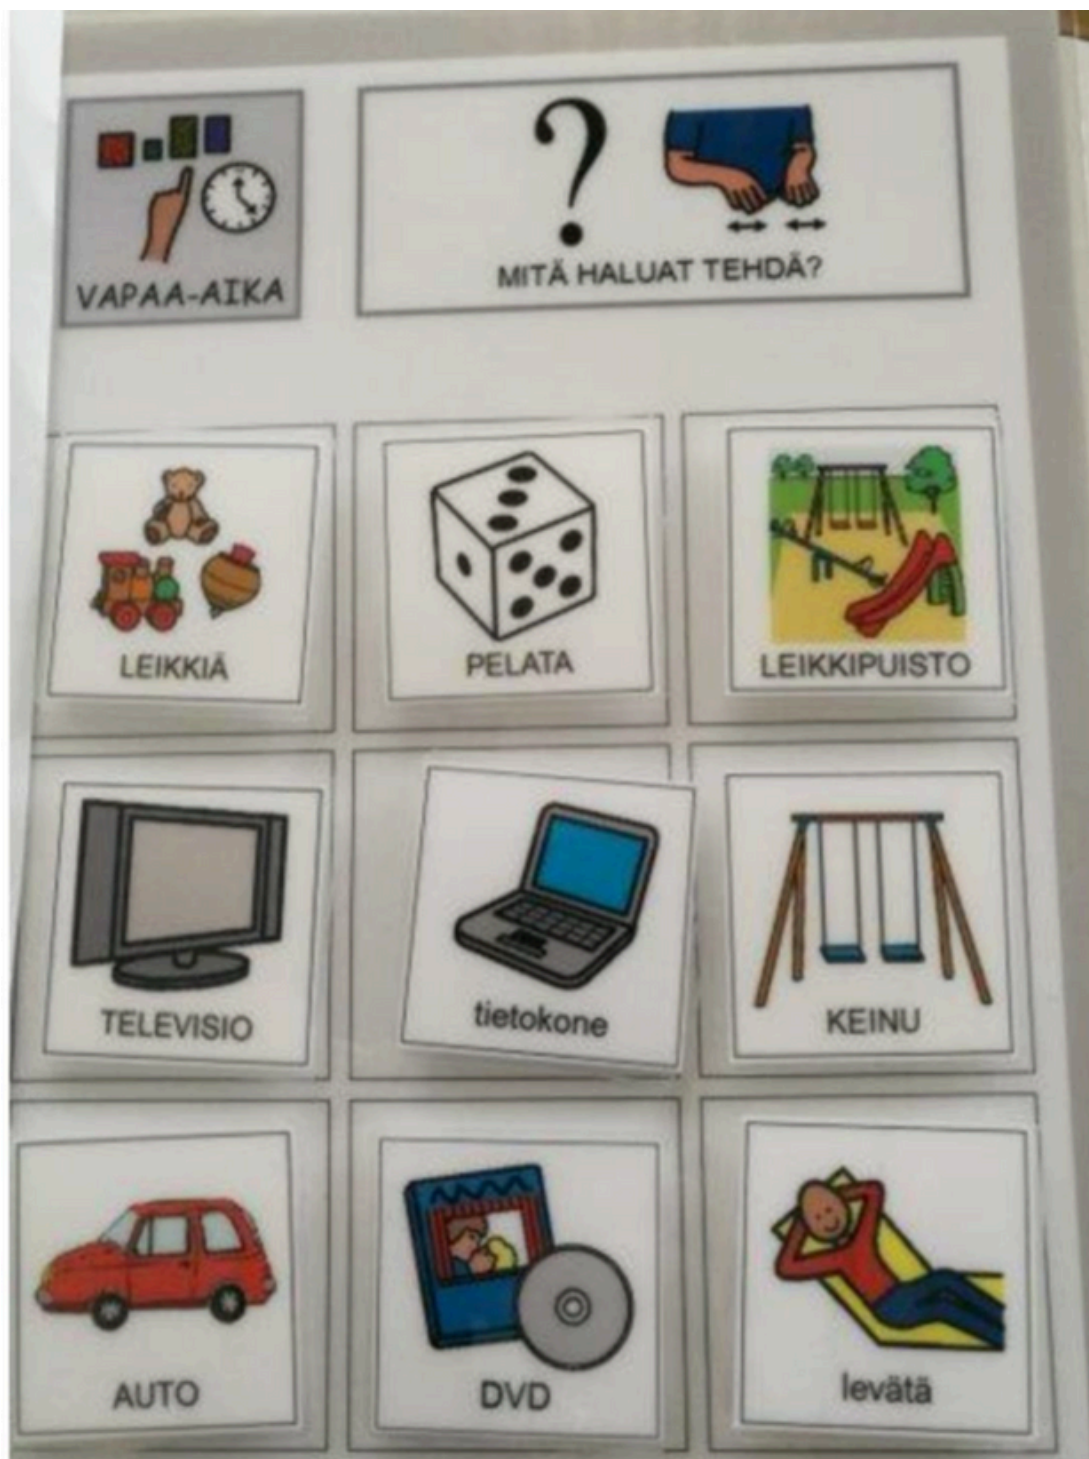 VAPAA-AIKA
MITÄ HALUAT TEHDÄ?
LEIKKIÄ
PELATA
LEIKKIPUISTO
TELEVISIO
tietokone
KEINU
AUTO
DVD
levätä